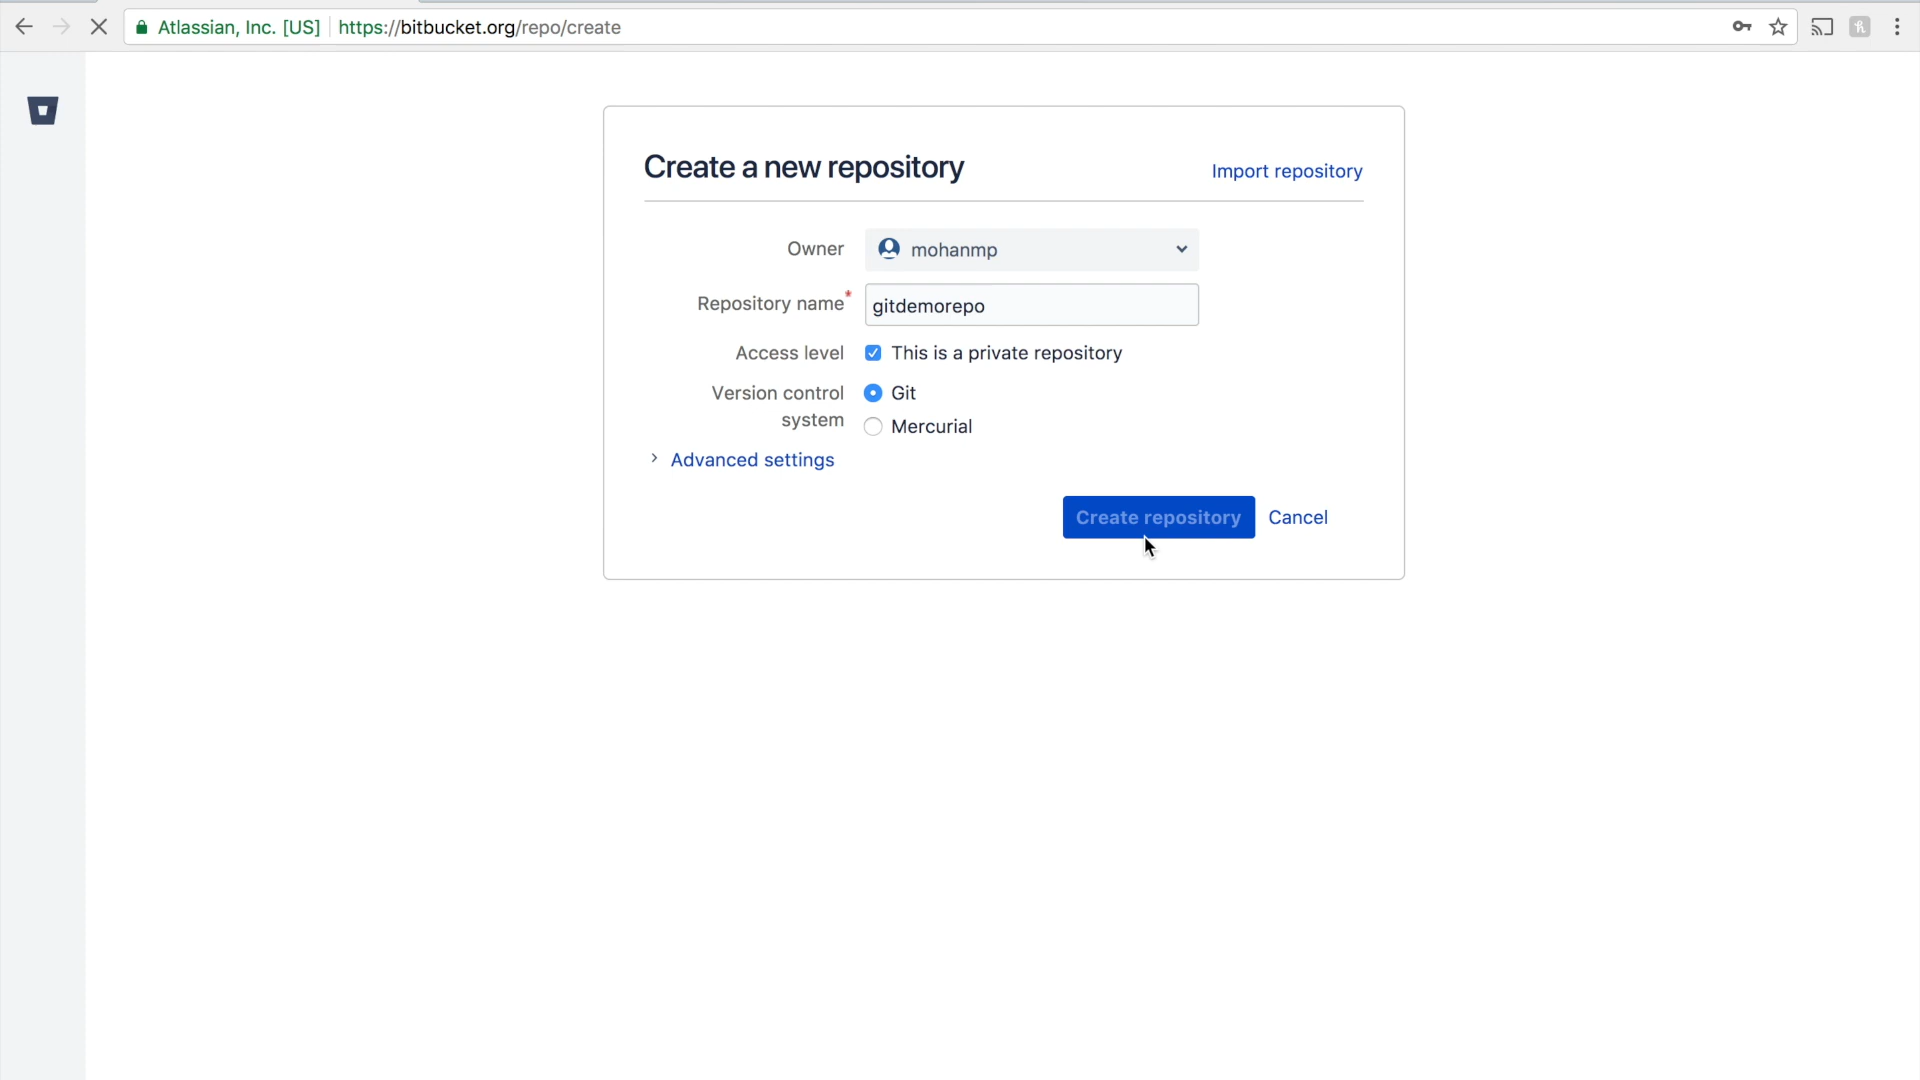 Atlassian, Inc. [US] https://bitbucket.org/repo/create
Create a new repository
Import repository
Owner
mohanmp
Repository name*
gitdemorepo
Access level
This is a private repository
Version control system
Git
Mercurial
Advanced settings
Create repository
Cancel